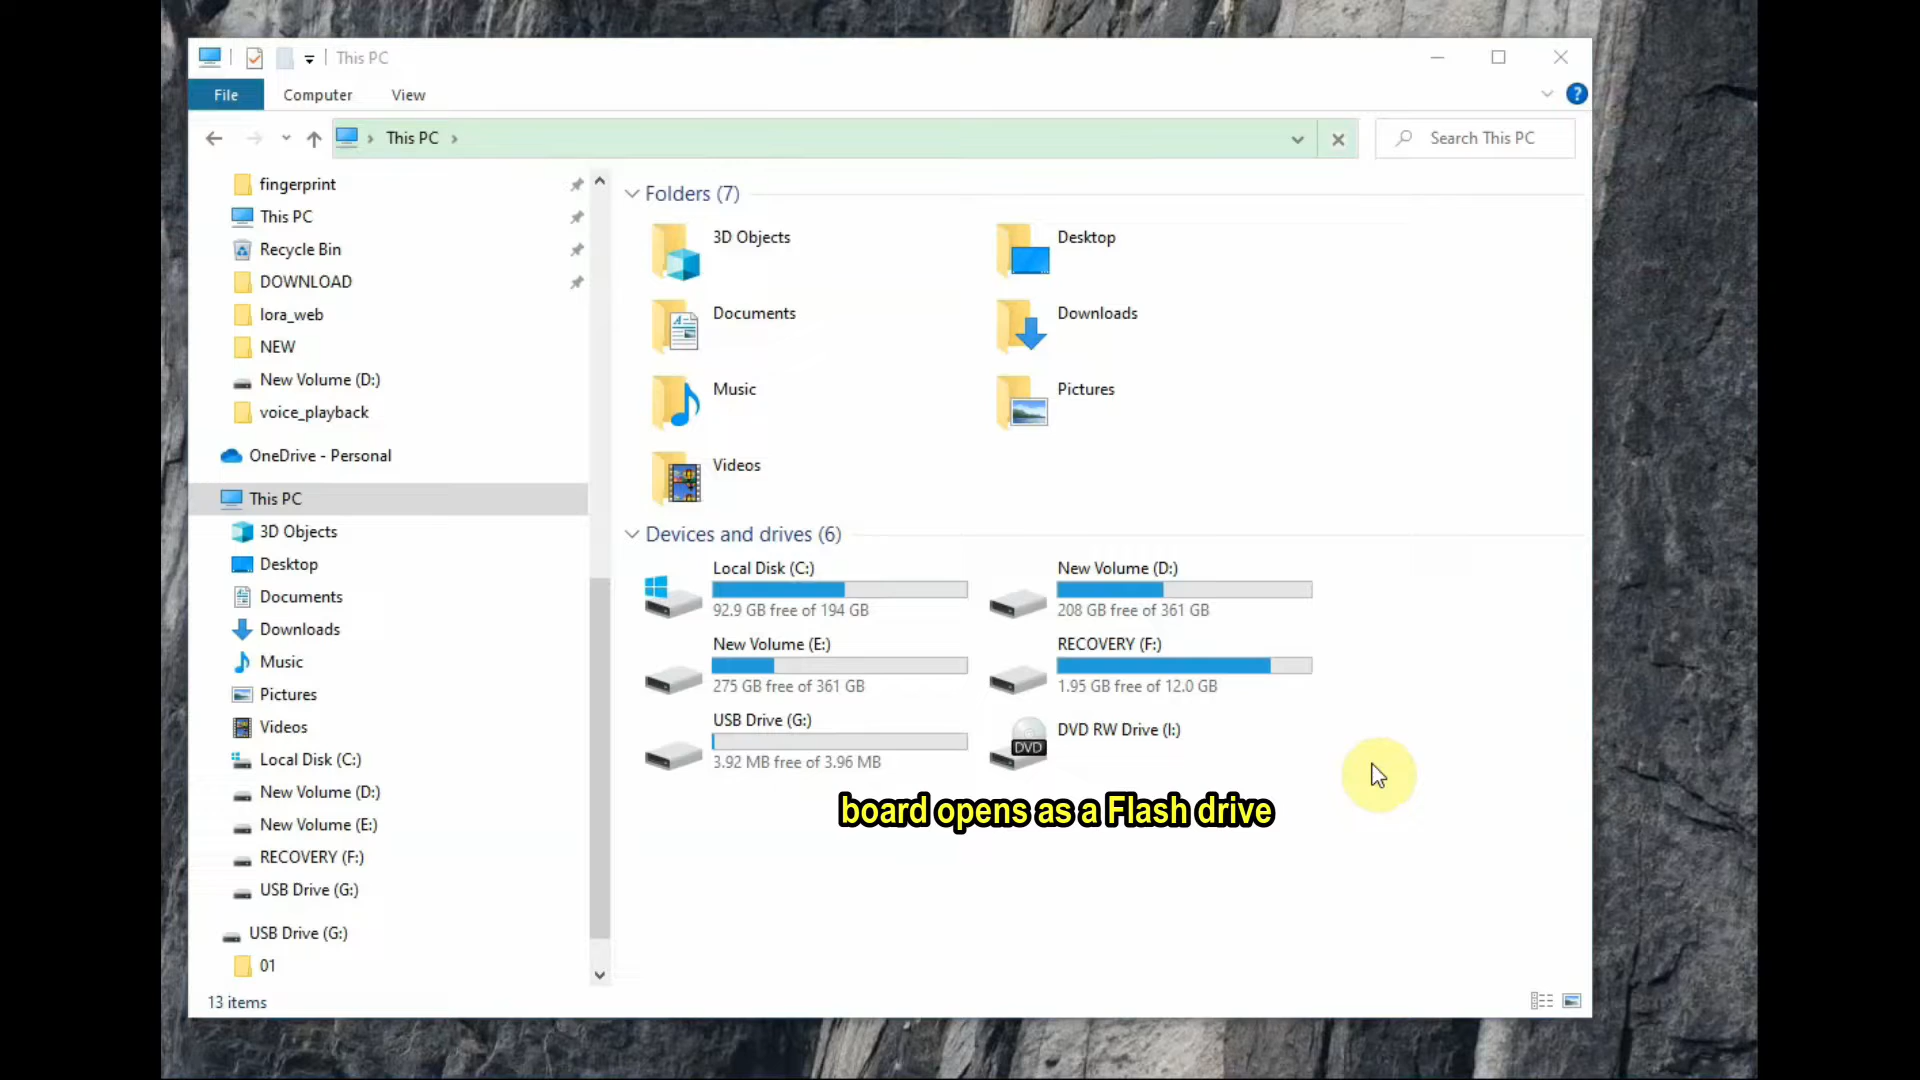 This PC
File
Computer
View
This PC
Search This PC
fingerprint
This PC
Recycle Bin
DOWNLOAD
lora_web
NEW
New Volume (D:)
voice_playback
OneDrive - Personal
This PC
3D Objects
Desktop
Documents
Downloads
Music
Pictures
Videos
Local Disk (C:)
New Volume (D:)
New Volume (E:)
RECOVERY (F:)
USB Drive (G:)
USB Drive (G:)
01
Folders (7)
3D Objects
Desktop
Documents
Downloads
Music
Pictures
Videos
Devices and drives (6)
Local Disk (C:)
92.9 GB free of 194 GB
New Volume (D:)
208 GB free of 361 GB
New Volume (E:)
275 GB free of 361 GB
RECOVERY (F:)
1.95 GB free of 12.0 GB
USB Drive (G:)
3.92 MB free of 3.96 MB
DVD
DVD RW Drive (I:)
board opens as a Flash drive
13 items